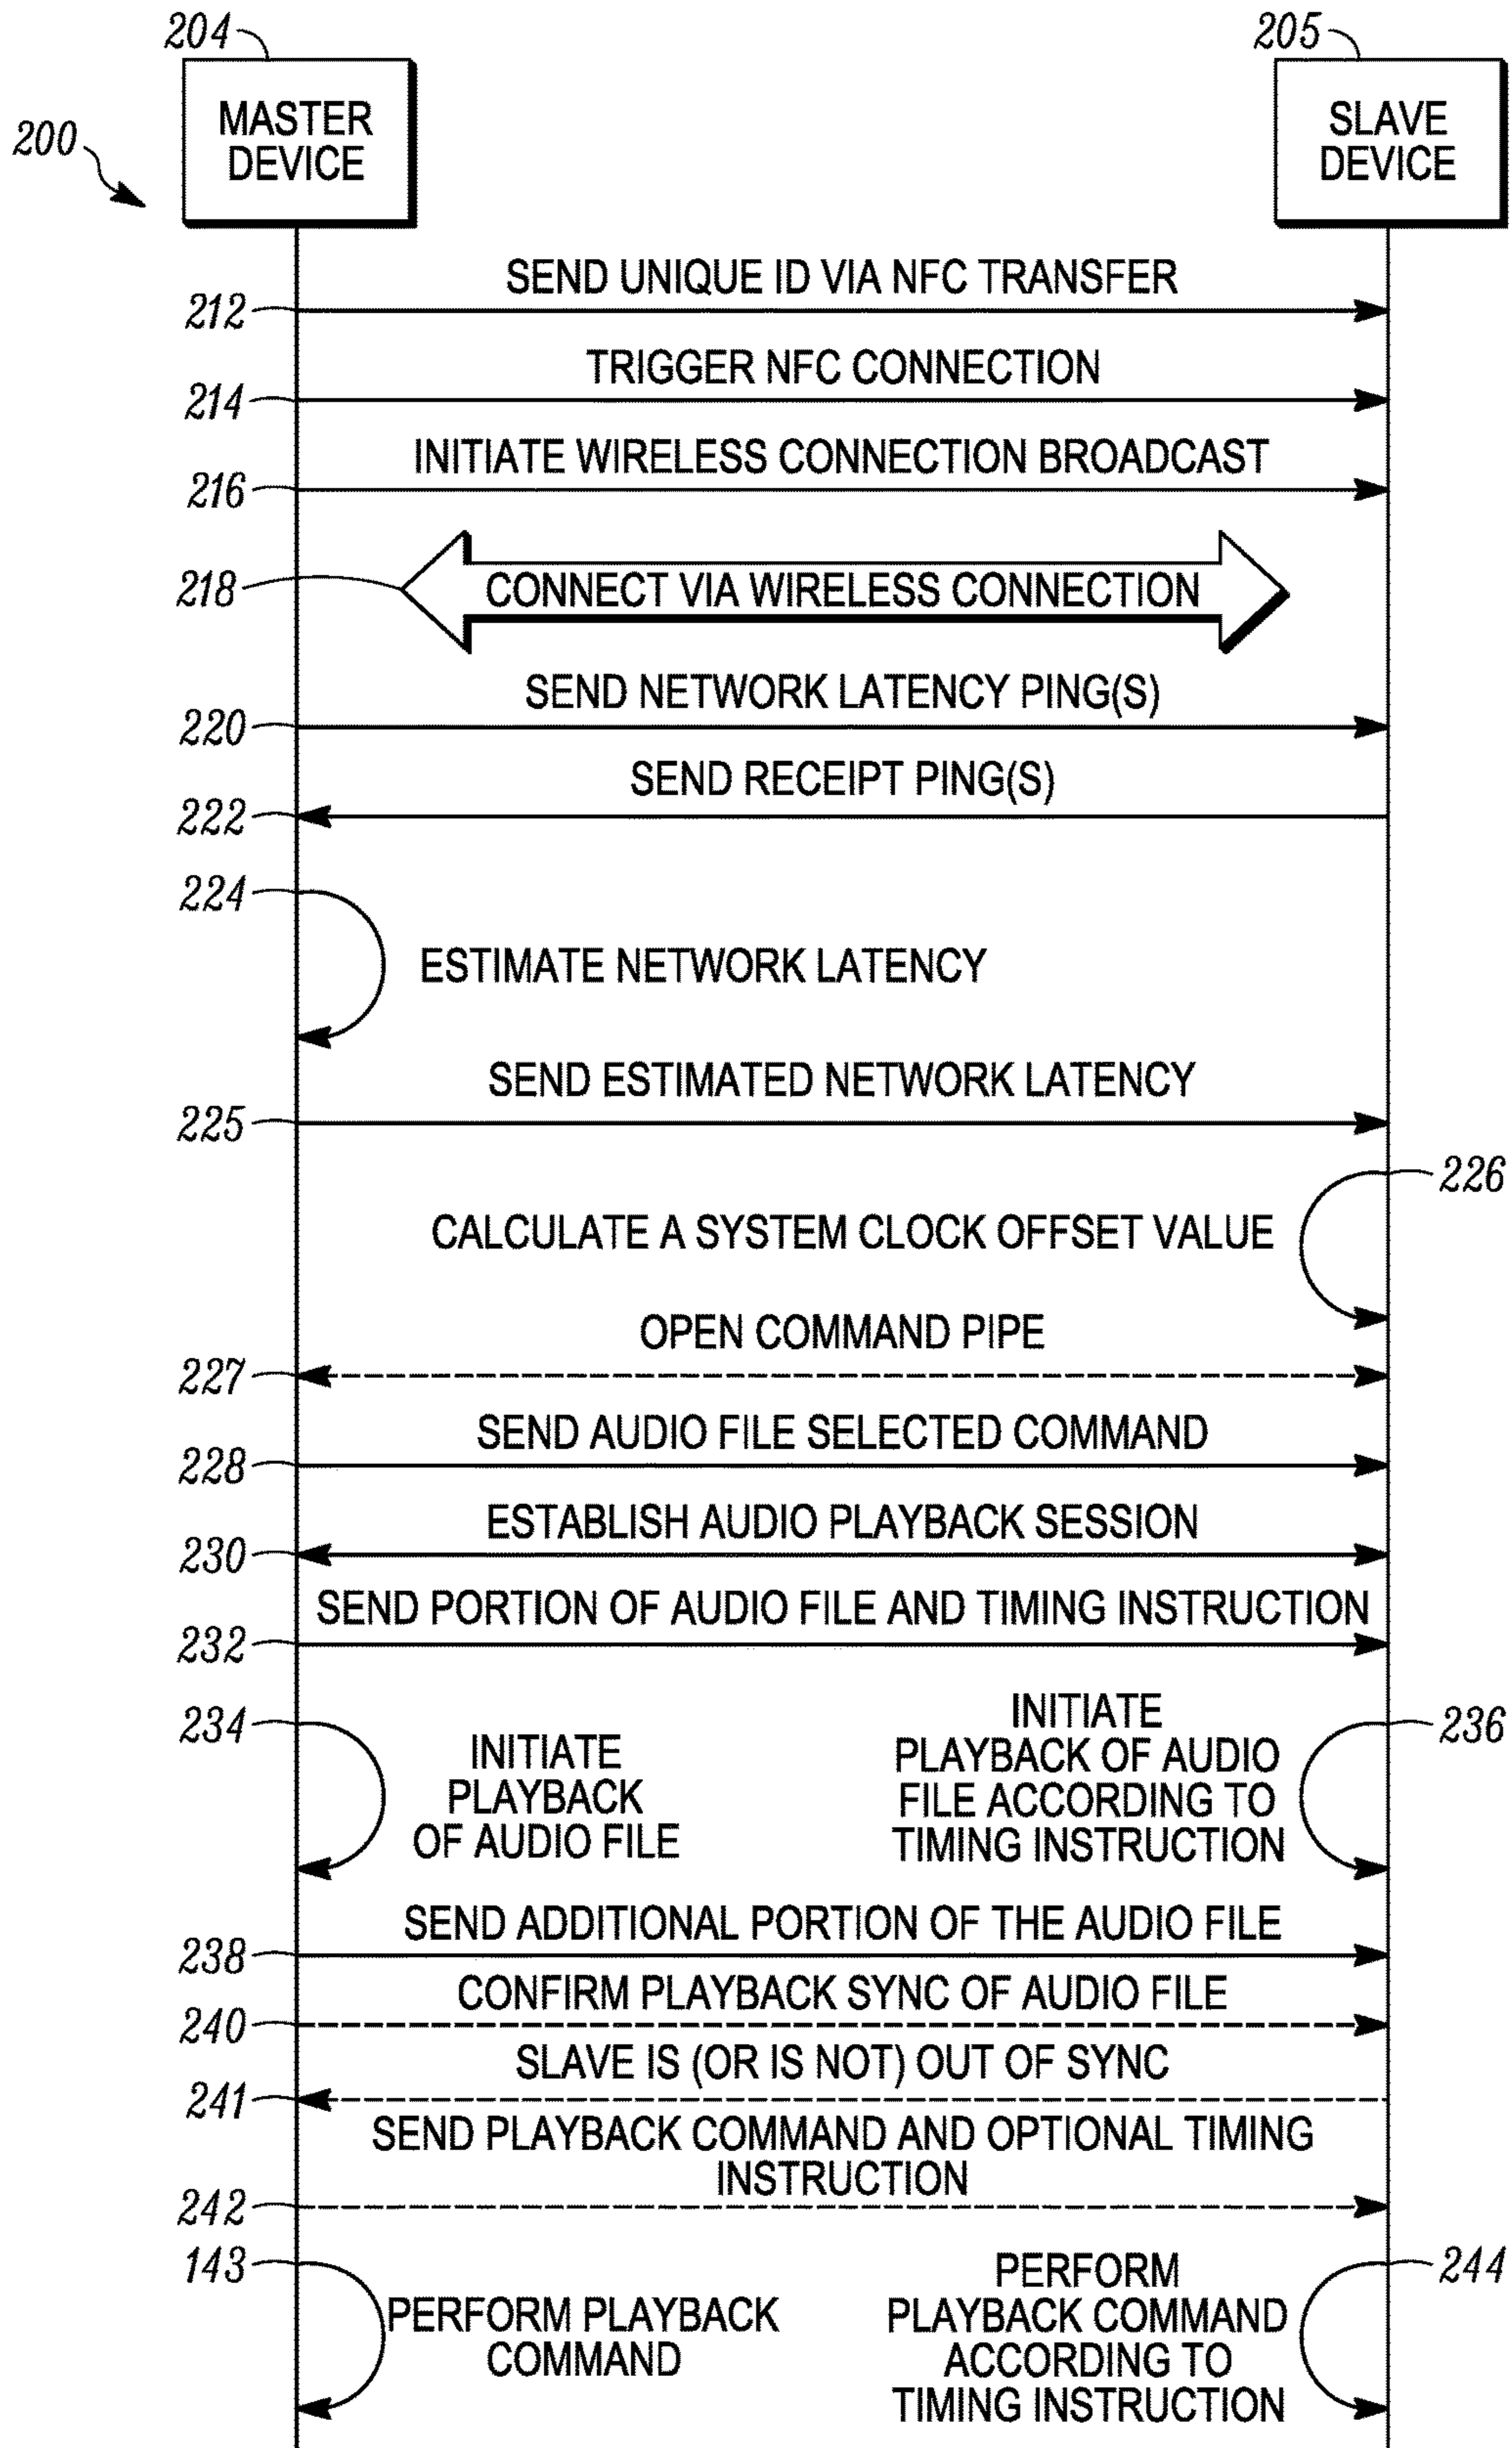 204
205
200
MASTER
DEVICE
SLAVE
DEVICE
SEND UNIQUE ID VIA NFC TRANSFER
212
TRIGGER NFC CONNECTION
214
INITIATE WIRELESS CONNECTION BROADCAST
216
218
CONNECT VIA WIRELESS CONNECTION
SEND NETWORK LATENCY PING(S)
220
SEND RECEIPT PING(S)
222
224
ESTIMATE NETWORK LATENCY
SEND ESTIMATED NETWORK LATENCY
225
226
CALCULATE A SYSTEM CLOCK OFFSET VALUE
OPEN COMMAND PIPE
227
SEND AUDIO FILE SELECTED COMMAND
228
ESTABLISH AUDIO PLAYBACK SESSION
230
SEND PORTION OF AUDIO FILE AND TIMING INSTRUCTION
232
234
INITIATE
PLAYBACK
OF AUDIO FILE
INITIATE
PLAYBACK OF AUDIO
FILE ACCORDING TO
TIMING INSTRUCTION
236
SEND ADDITIONAL PORTION OF THE AUDIO FILE
238
CONFIRM PLAYBACK SYNC OF AUDIO FILE
240
SLAVE IS (OR IS NOT) OUT OF SYNC
241
SEND PLAYBACK COMMAND AND OPTIONAL TIMING
INSTRUCTION
242
143
PERFORM PLAYBACK
COMMAND
PERFORM
PLAYBACK COMMAND
ACCORDING TO
TIMING INSTRUCTION
244